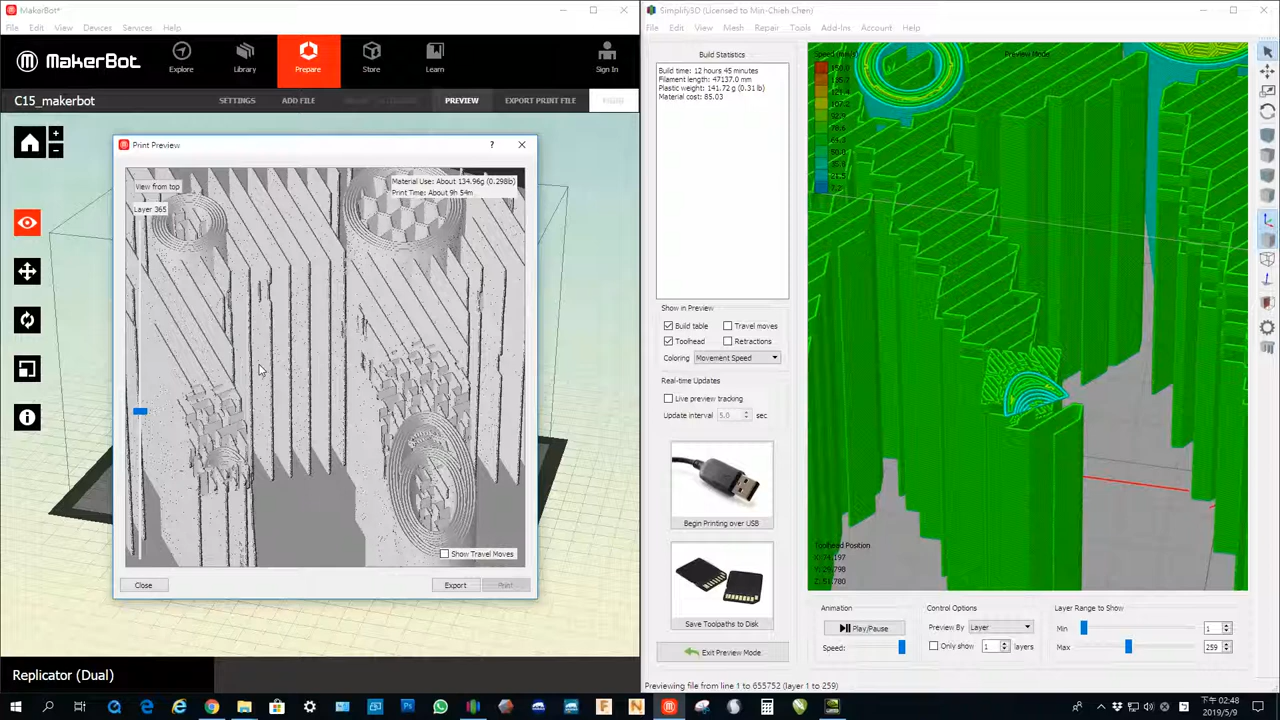 MakerBot*
File Edit View Devices Services Help
MakerBot
Explore Library Prepare Store Learn Sign In
C15_makerbot
SETTINGS ADD FILE PREVIEW EXPORT PRINT FILE
Print Preview
View from top
Material Use: About 134.96g (0.298lb)
Print Time: About 9h 54m
Layer 365
Show Travel Moves
Close Export Print
Replicator (Dual)
Simplify3D (Licensed to Min-Chieh Chen)
File Edit View Mesh Repair Tools Add-Ins Account Help
Build Statistics
Build time: 12 hours 45 minutes
Filament length: 47137.0 mm
Plastic weight: 141.72 g (0.31 lb)
Material cost: 85.03
Show in Preview
Build table Travel moves
Toolhead Retractions
Coloring Movement Speed
Real-time Updates
Live preview tracking
Update interval 5.0 sec
Begin Printing over USB
Save Toolpaths to Disk
Exit Preview Mode
Speed (mm/s)
Preview Mode
Toolhead Position
Z:51.780
Animation
Play/Pause
Speed:
Control Options
Preview By Layer
Only show 1 layers
Layer Range to Show
Min 1
Max 259
Previewing file from line 1 to 655752 (layer 1 to 259)
下午 02:48
2019/5/9